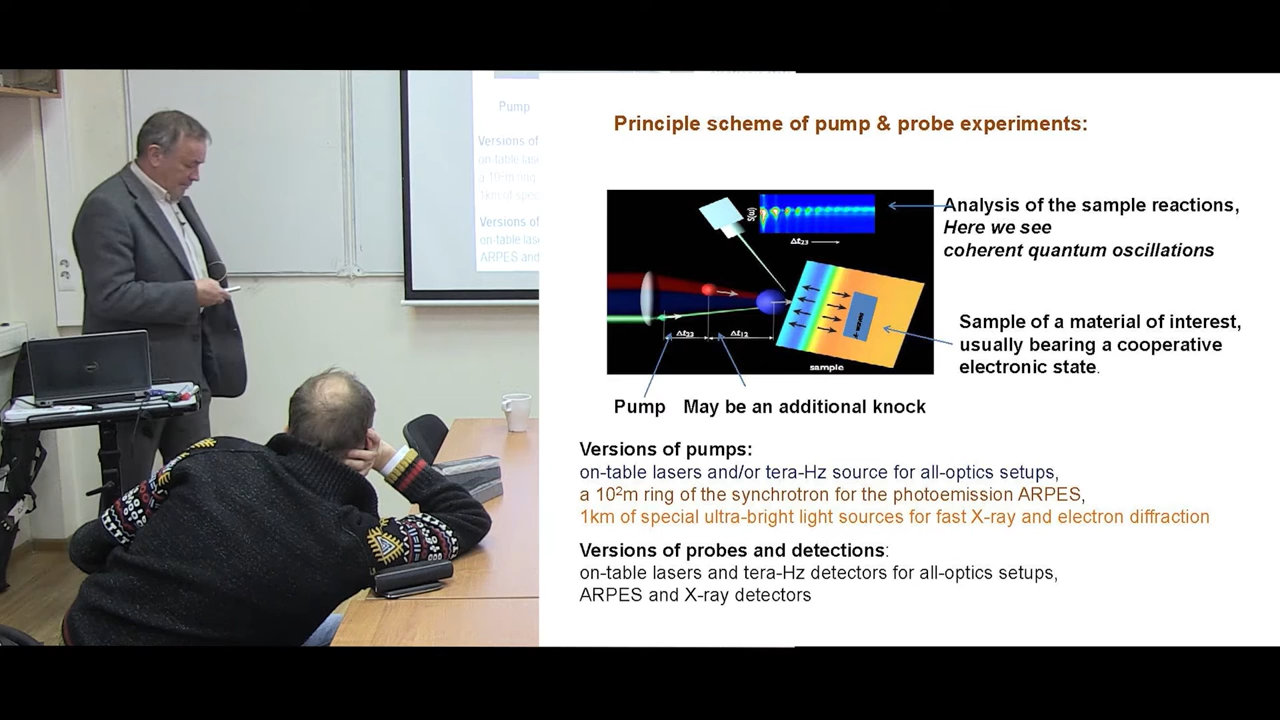 Principle scheme of pump & probe experiments:
S(ω)
Δt₂₃
Analysis of the sample reactions,
Here we see
coherent quantum oscillations
Sample of a material of interest,
usually bearing a cooperative
electronic state.
Δt₂₃
Δt₁₂
sample
Pump
May be an additional knock
Versions of pumps:
on-table lasers and/or tera-Hz source for all-optics setups,
a 10²m ring of the synchrotron for the photoemission ARPES,
1km of special ultra-bright light sources for fast X-ray and electron diffraction
Versions of probes and detections:
on-table lasers and tera-Hz detectors for all-optics setups,
ARPES and X-ray detectors
Pump
Versions of
on-table lase
a 10²m ring
1km of spec
Versions of
on-table lase
ARPES and